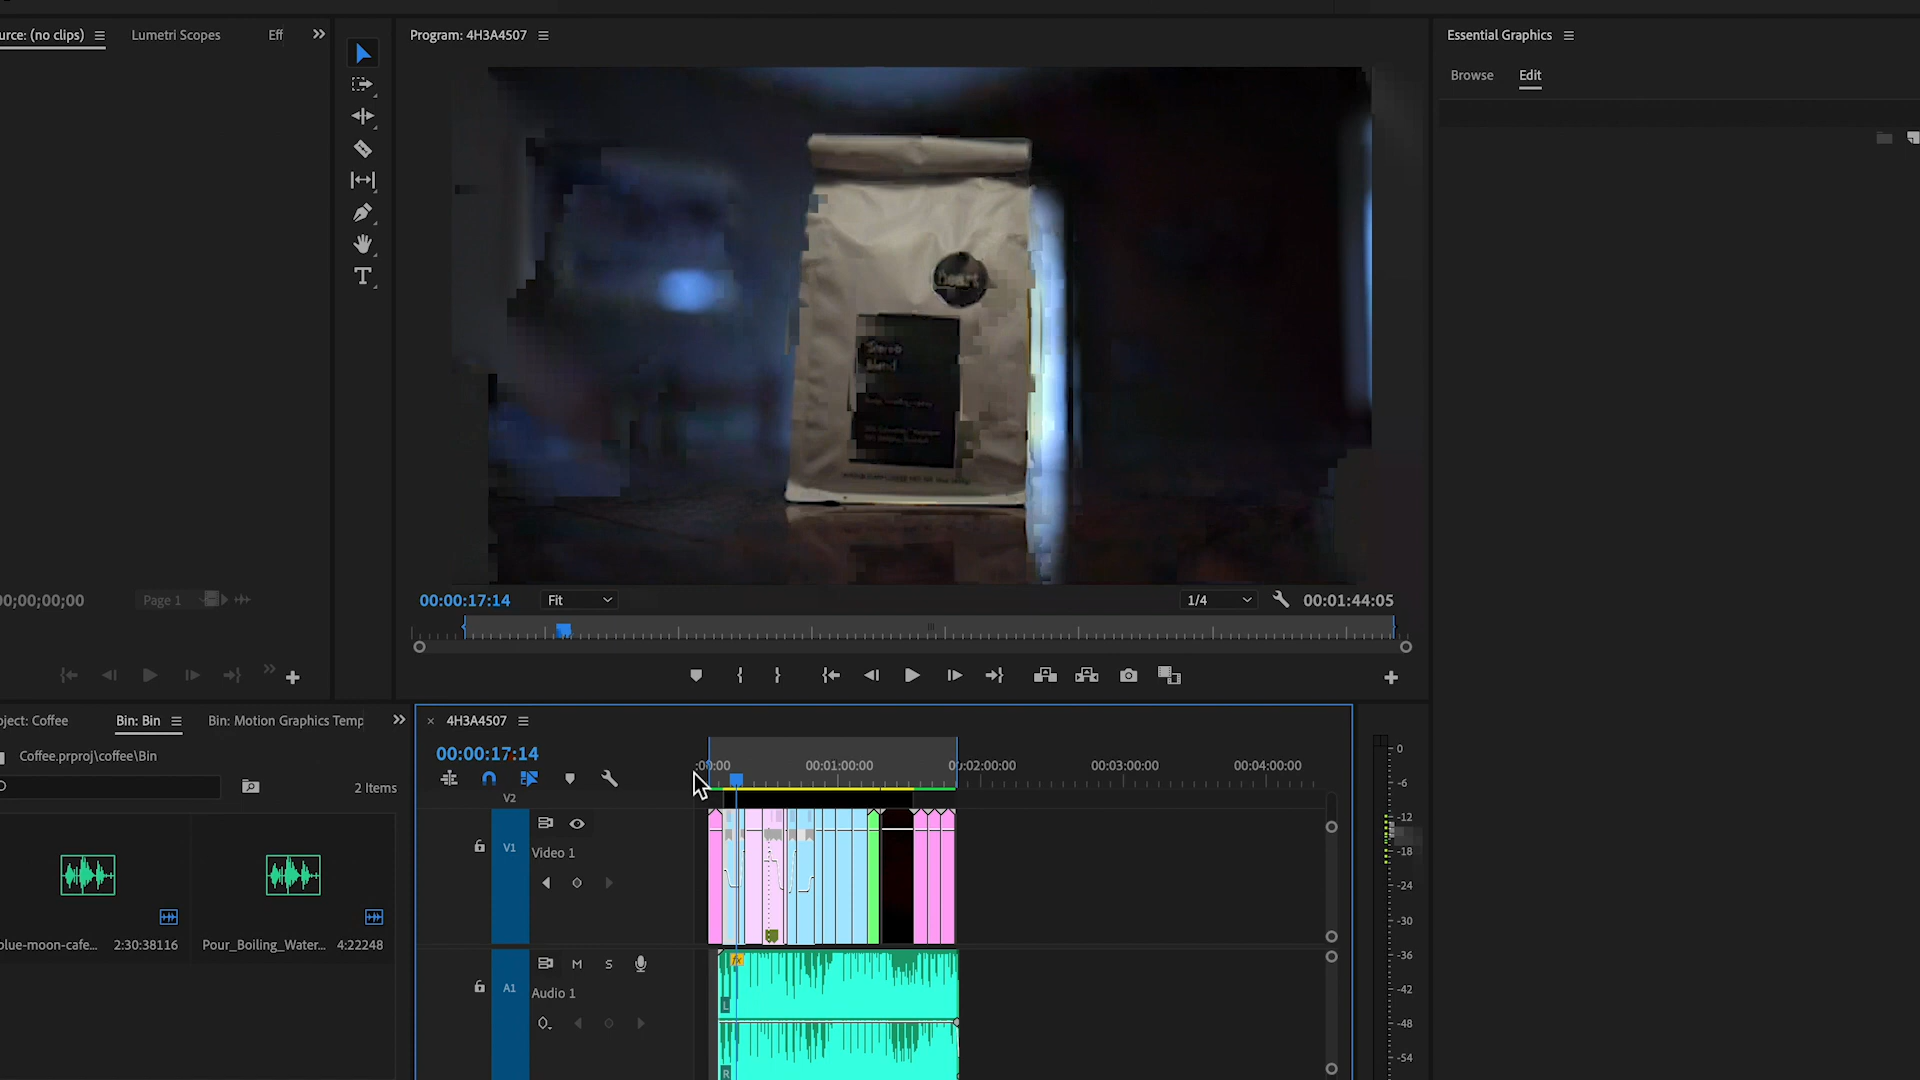 urce: (no clips)
Lumetri Scopes
Eff
Program: 4H3A4507
Essential Graphics
Browse
Edit
Blend
00;00;00;00
Page 1
00:00:17:14
Fit
1/4
00:01:44:05
oject: Coffee
Bin: Bin
Bin: Motion Graphics Temp
Coffee.prproj\coffee\Bin
2 Items
blue-moon-cafe...
2:30:38116
Pour_Boiling_Water...
4:22248
4H3A4507
00:00:17:14
:00:00
00:01:00:00
00:02:00:00
00:03:00:00
00:04:00:00
V2
V1
Video 1
fx
A1
M
S
Audio 1
L
R
0
-6
-12
-18
-24
-30
-36
-42
-48
-54